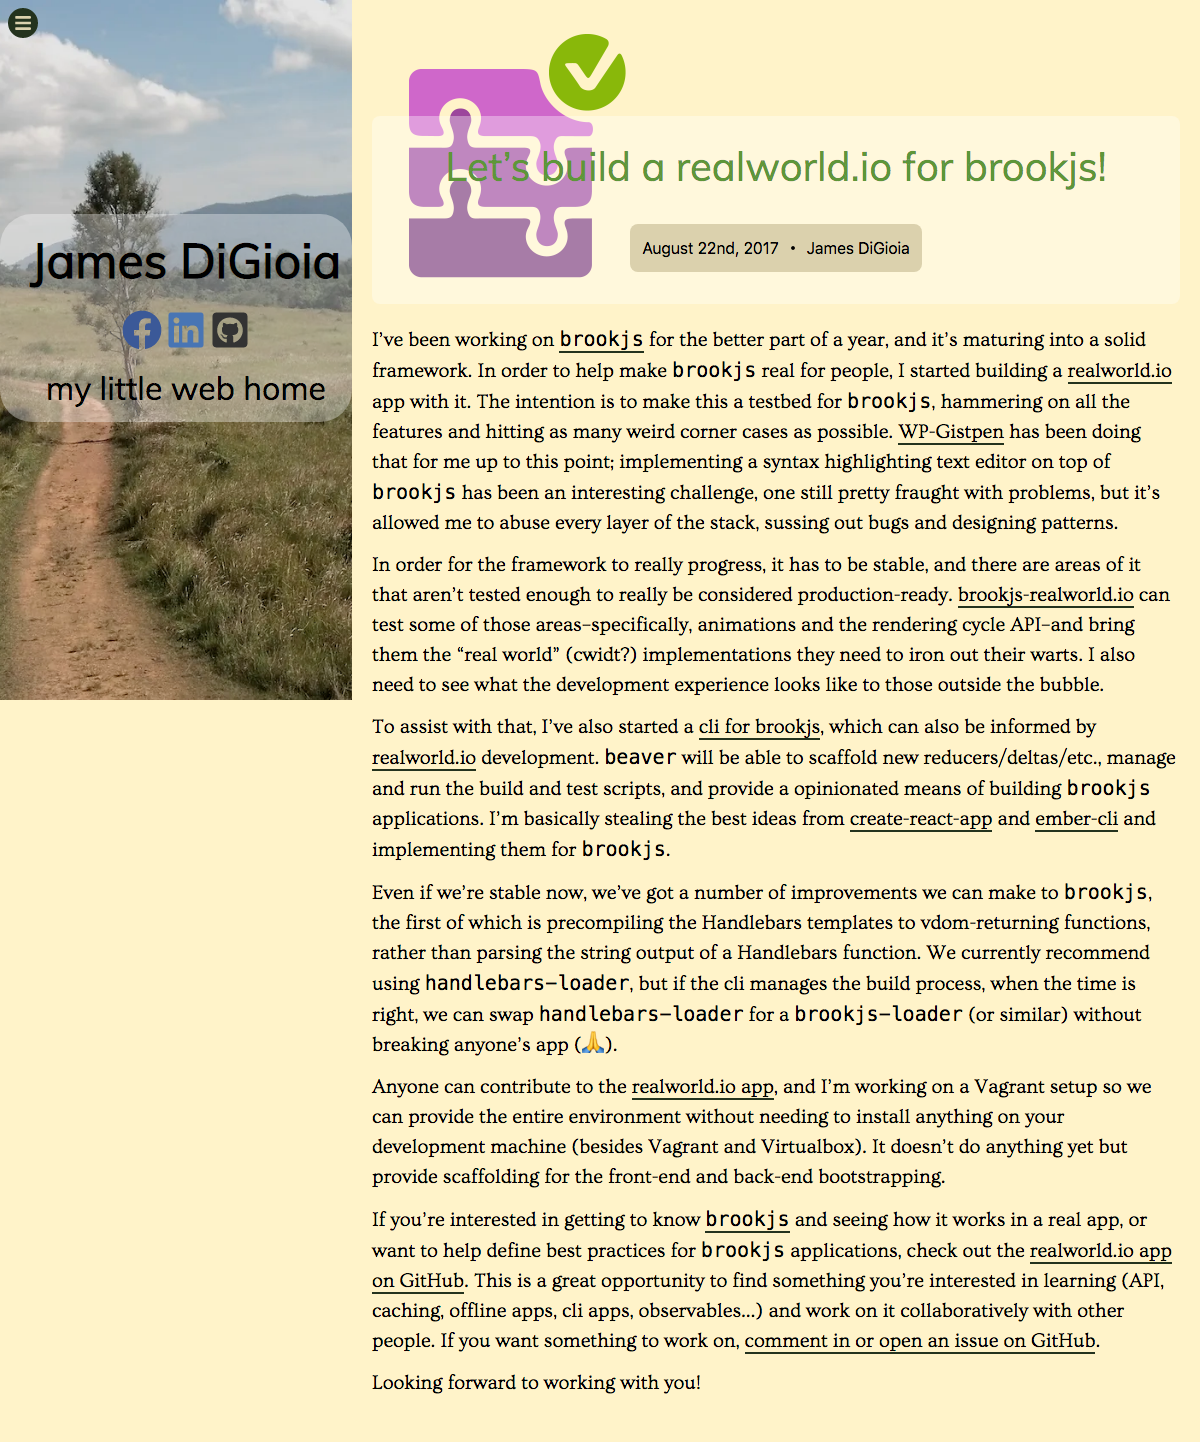 James DiGioia
my little web home
Let’s build a realworld.io for brookjs!
August 22nd, 2017 • James DiGioia
I’ve been working on brookjs for the better part of a year, and it’s maturing into a solid
framework. In order to help make brookjs real for people, I started building a realworld.io
app with it. The intention is to make this a testbed for brookjs, hammering on all the
features and hitting as many weird corner cases as possible. WP-Gistpen has been doing
that for me up to this point; implementing a syntax highlighting text editor on top of
brookjs has been an interesting challenge, one still pretty fraught with problems, but it’s
allowed me to abuse every layer of the stack, sussing out bugs and designing patterns.
In order for the framework to really progress, it has to be stable, and there are areas of it
that aren’t tested enough to really be considered production-ready. brookjs-realworld.io can
test some of those areas–specifically, animations and the rendering cycle API–and bring
them the “real world” (cwidt?) implementations they need to iron out their warts. I also
need to see what the development experience looks like to those outside the bubble.
To assist with that, I’ve also started a cli for brookjs, which can also be informed by
realworld.io development. beaver will be able to scaffold new reducers/deltas/etc., manage
and run the build and test scripts, and provide a opinionated means of building brookjs
applications. I’m basically stealing the best ideas from create-react-app and ember-cli and
implementing them for brookjs.
Even if we’re stable now, we’ve got a number of improvements we can make to brookjs,
the first of which is precompiling the Handlebars templates to vdom-returning functions,
rather than parsing the string output of a Handlebars function. We currently recommend
using handlebars-loader, but if the cli manages the build process, when the time is
right, we can swap handlebars-loader for a brookjs-loader (or similar) without
breaking anyone’s app (🙏).
Anyone can contribute to the realworld.io app, and I’m working on a Vagrant setup so we
can provide the entire environment without needing to install anything on your
development machine (besides Vagrant and Virtualbox). It doesn’t do anything yet but
provide scaffolding for the front-end and back-end bootstrapping.
If you’re interested in getting to know brookjs and seeing how it works in a real app, or
want to help define best practices for brookjs applications, check out the realworld.io app
on GitHub. This is a great opportunity to find something you’re interested in learning (API,
caching, offline apps, cli apps, observables…) and work on it collaboratively with other
people. If you want something to work on, comment in or open an issue on GitHub.
Looking forward to working with you!